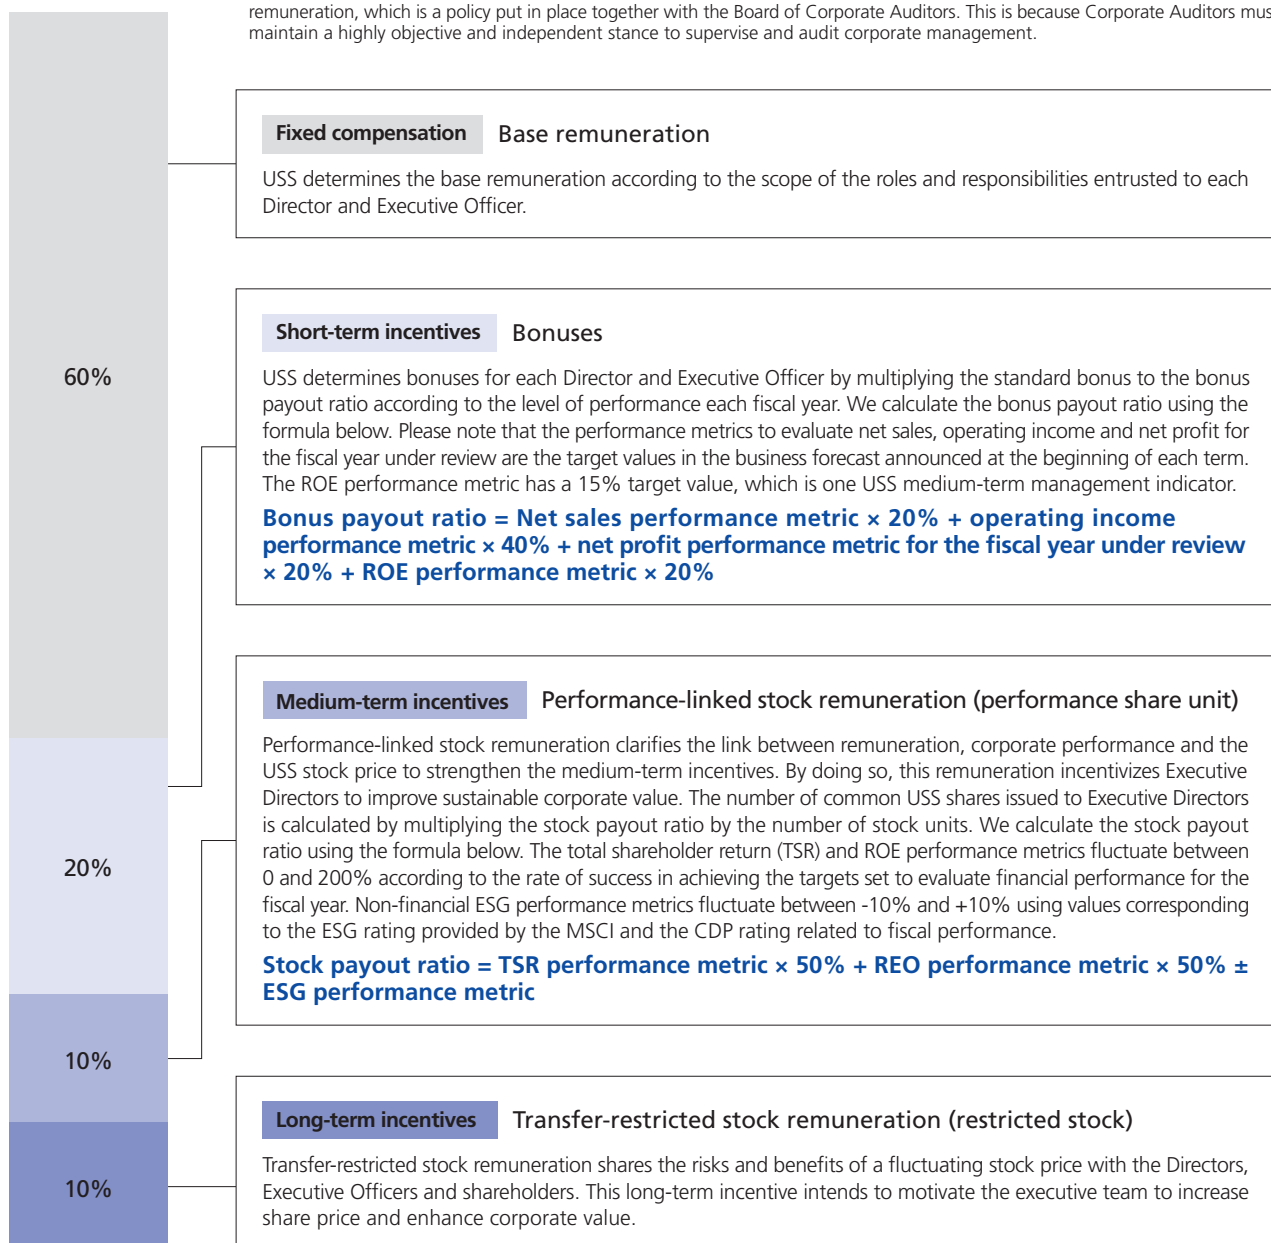 remuneration, which is a policy put in place together with the Board of Corporate Auditors. This is because Corporate Auditors mus
maintain a highly objective and independent stance to supervise and audit corporate management.
Fixed compensation Base remuneration
USS determines the base remuneration according to the scope of the roles and responsibilities entrusted to each
Director and Executive Officer.
Short-term incentives Bonuses
60%
USS determines bonuses for each Director and Executive Officer by multiplying the standard bonus to the bonus
payout ratio according to the level of performance each fiscal year. We calculate the bonus payout ratio using the
formula below. Please note that the performance metrics to evaluate net sales, operating income and net profit for
the fiscal year under review are the target values in the business forecast announced at the beginning of each term.
The ROE performance metric has a 15% target value, which is one USS medium-term management indicator.
Bonus payout ratio = Net sales performance metric × 20% + operating income
performance metric × 40% + net profit performance metric for the fiscal year under review
× 20% + ROE performance metric × 20%
Medium-term incentives Performance-linked stock remuneration (performance share unit)
Performance-linked stock remuneration clarifies the link between remuneration, corporate performance and the
USS stock price to strengthen the medium-term incentives. By doing so, this remuneration incentivizes Executive
Directors to improve sustainable corporate value. The number of common USS shares issued to Executive Directors
is calculated by multiplying the stock payout ratio by the number of stock units. We calculate the stock payout
ratio using the formula below. The total shareholder return (TSR) and ROE performance metrics fluctuate between
20%
0 and 200% according to the rate of success in achieving the targets set to evaluate financial performance for the
fiscal year. Non-financial ESG performance metrics fluctuate between -10% and +10% using values corresponding
to the ESG rating provided by the MSCI and the CDP rating related to fiscal performance.
Stock payout ratio = TSR performance metric × 50% + REO performance metric × 50% ±
ESG performance metric
10%
Long-term incentives Transfer-restricted stock remuneration (restricted stock)
Transfer-restricted stock remuneration shares the risks and benefits of a fluctuating stock price with the Directors,
10%
Executive Officers and shareholders. This long-term incentive intends to motivate the executive team to increase
share price and enhance corporate value.